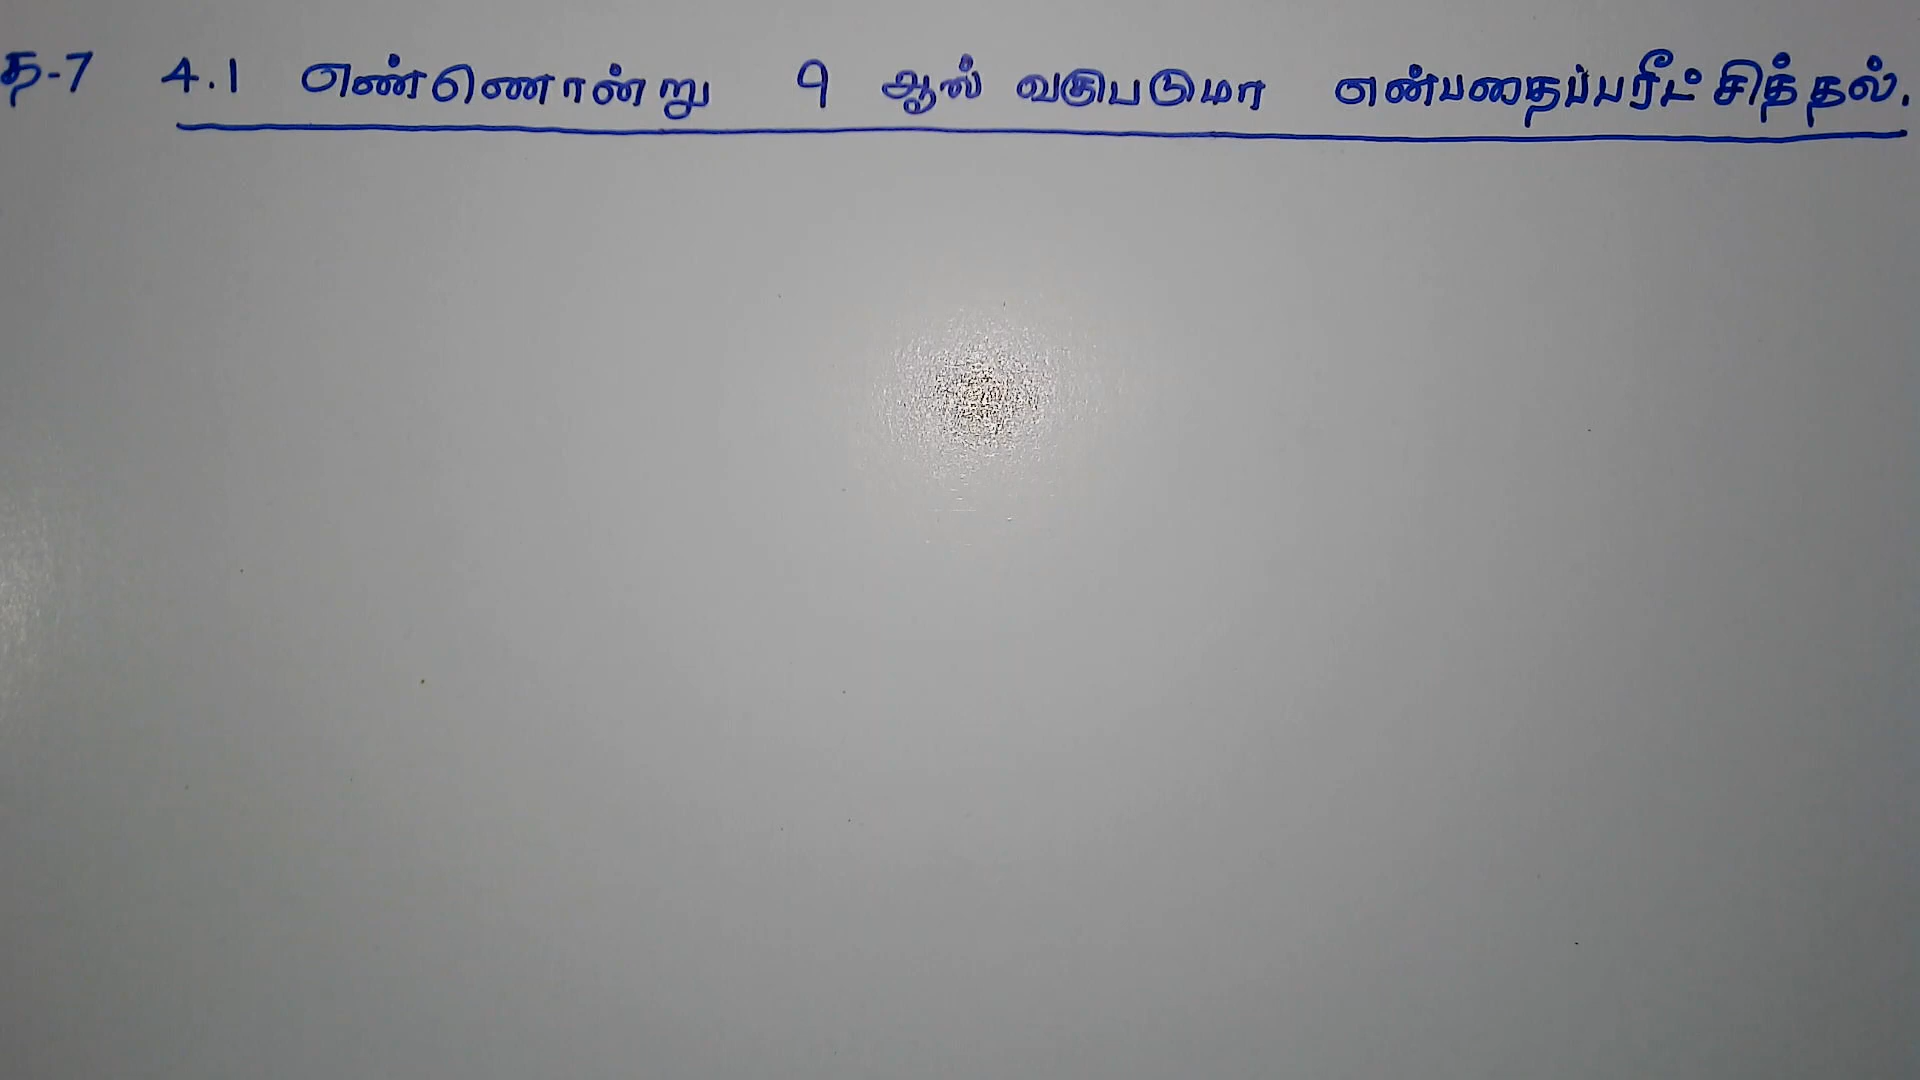 த-7 4.1 எண்ணொன்று 9 ஆல் வகுபடுமா என்பதைப்பரீட்சித்தல்.